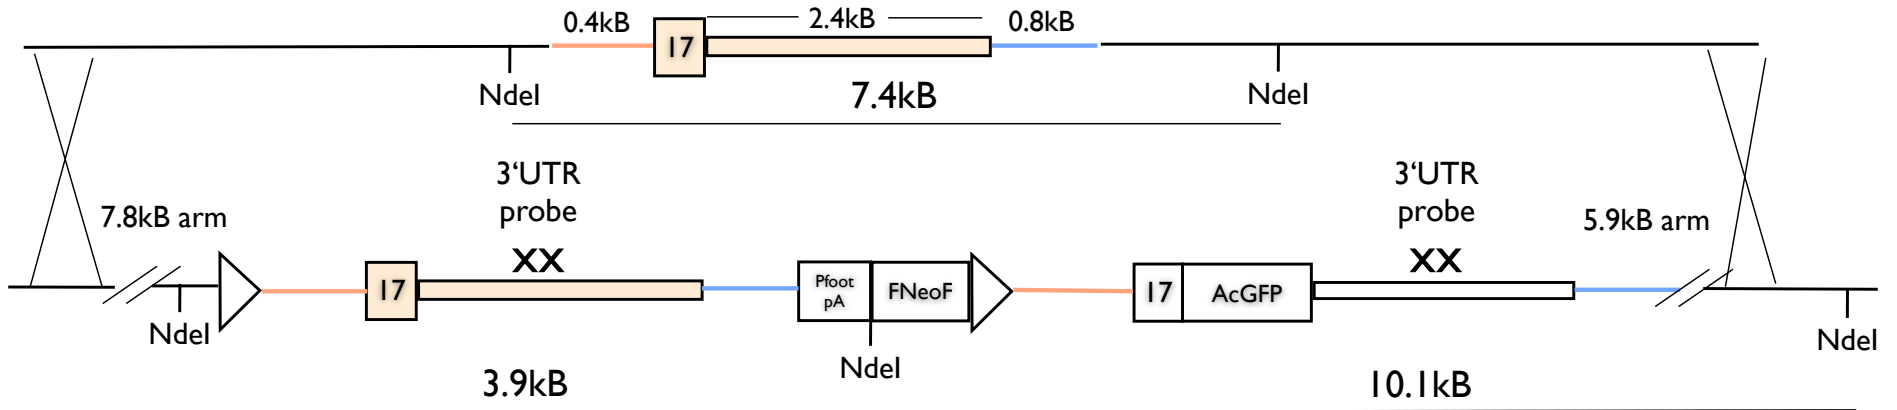 0.4kB
2.4kB
0.8kB
17
NdeI
7.4kB
NdeI
3‘UTR
probe
XX
3‘UTR
probe
XX
7.8kB arm
5.9kB arm
17
Pfoot
pA
FNeoF
17
AcGFP
NdeI
NdeI
NdeI
3.9kB
10.1kB